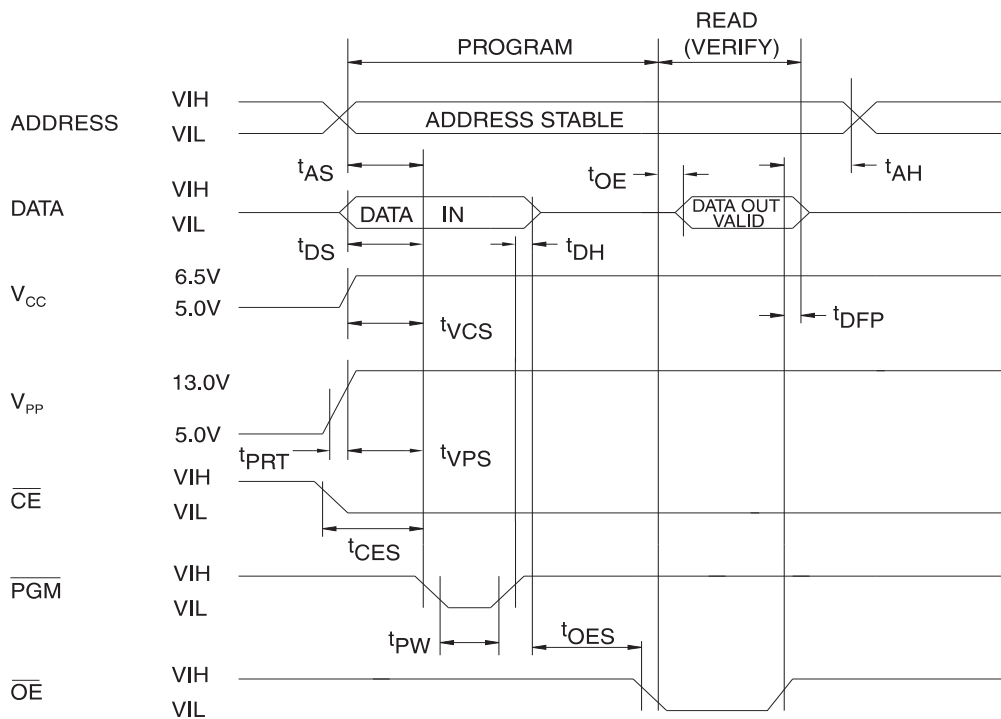 READ
PROGRAM (VERIFY)
ADDRESS VIH
VIL ADDRESS STABLE
tAS tOE tAH
DATA VIH
VIL DATA IN DATA OUT VALID
tDS tDH
VCC 6.5V
5.0V
tVCS tDFP
VPP 13.0V
5.0V
tPRT tVPS
CE VIH
VIL
tCES
PGM VIH
VIL
tPW tOES
OE VIH
VIL